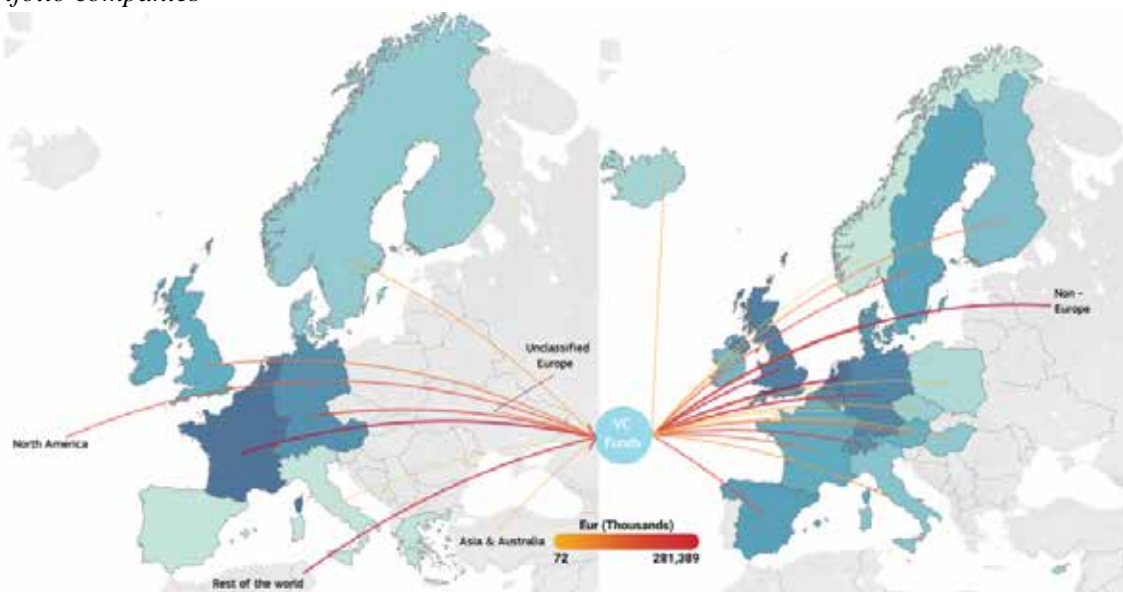 folio companies
Unclassified
Europe
North America
Rest of the world
Asia & Australia
VC
Funds
Eur (Thousands)
72
281,389
Non -
Europe